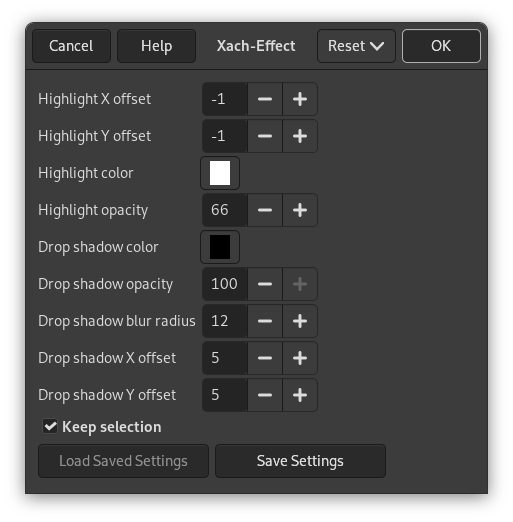 Cancel Help Xach-Effect Reset OK
Highlight X offset -1
Highlight Y offset -1
Highlight color
Highlight opacity 66
Drop shadow color
Drop shadow opacity 100
Drop shadow blur radius 12
Drop shadow X offset 5
Drop shadow Y offset 5
Keep selection
Load Saved Settings Save Settings